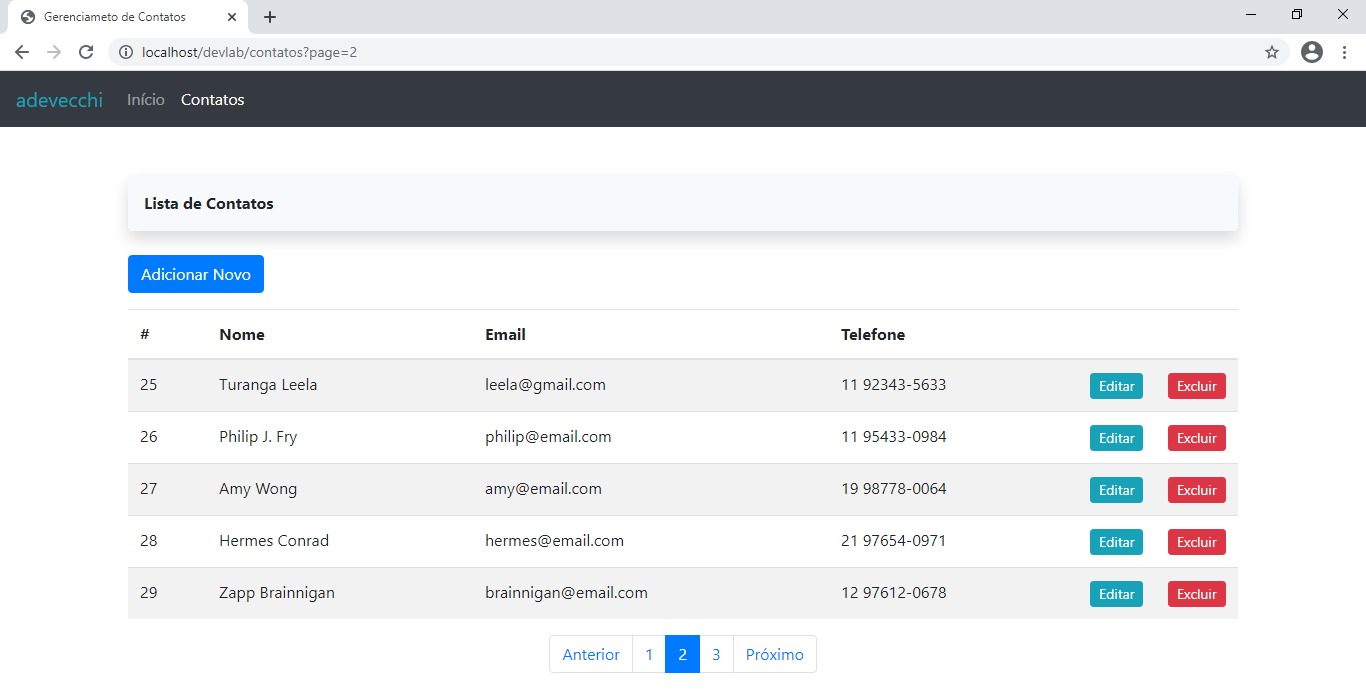 Gerenciameto de Contatos
localhost/devlab/contatos?page=2
adevecchi Início Contatos
Lista de Contatos
Adicionar Novo
# Nome Email Telefone
25 Turanga Leela leela@gmail.com 11 92343-5633 Editar Excluir
26 Philip J. Fry philip@email.com 11 95433-0984 Editar Excluir
27 Amy Wong amy@email.com 19 98778-0064 Editar Excluir
28 Hermes Conrad hermes@email.com 21 97654-0971 Editar Excluir
29 Zapp Brainnigan brainnigan@email.com 12 97612-0678 Editar Excluir
Anterior 1 2 3 Próximo